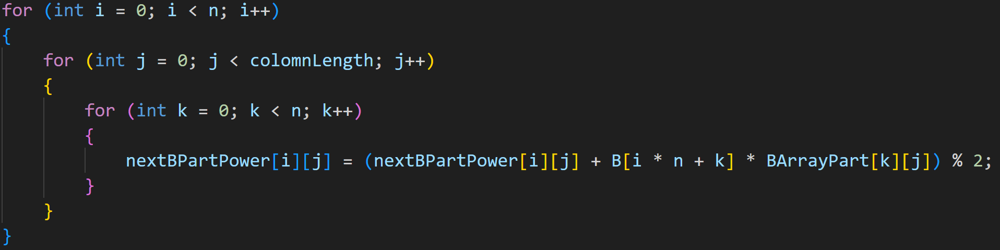 for (int i = 0; i < n; i++)
{
    for (int j = 0; j < colomnLength; j++)
    {
        for (int k = 0; k < n; k++)
        {
            nextBPartPower[i][j] = (nextBPartPower[i][j] + B[i * n + k] * BArrayPart[k][j]) % 2;
        }
    }
}